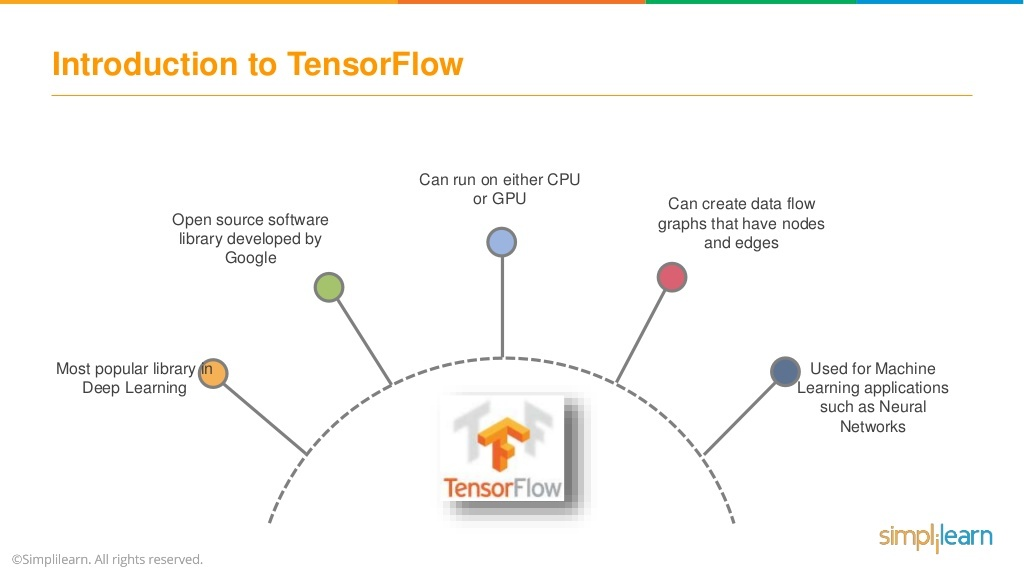 Introduction to TensorFlow
Can run on either CPU
or GPU
Can create data flow
graphs that have nodes
and edges
Open source software
library developed by
Google
Most popular library in
Deep Learning
Used for Machine
Learning applications
such as Neural
Networks
TensorFlow
simplilearn
©Simplilearn. All rights reserved.